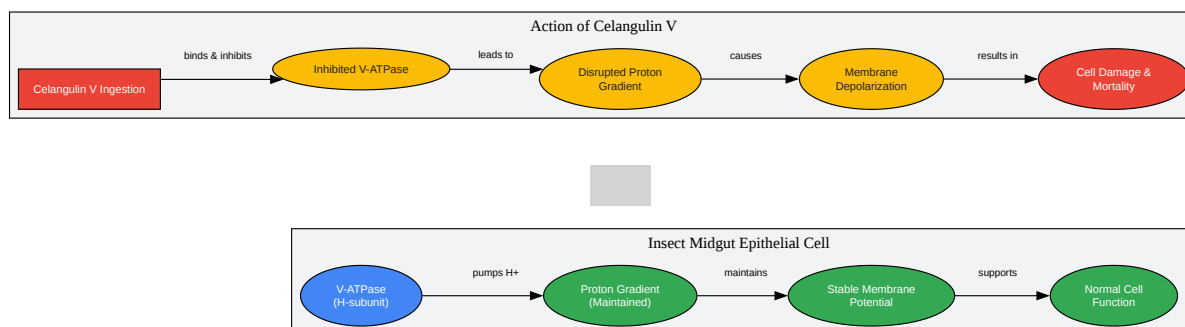 Action of Celangulin V
binds & inhibits
leads to
causes
results in
Celangulin V Ingestion
Inhibited V-ATPase
Disrupted Proton
Gradient
Membrane
Depolarization
Cell Damage &
Mortality
Insect Midgut Epithelial Cell
pumps H+
maintains
supports
V-ATPase
(H-subunit)
Proton Gradient
(Maintained)
Stable Membrane
Potential
Normal Cell
Function